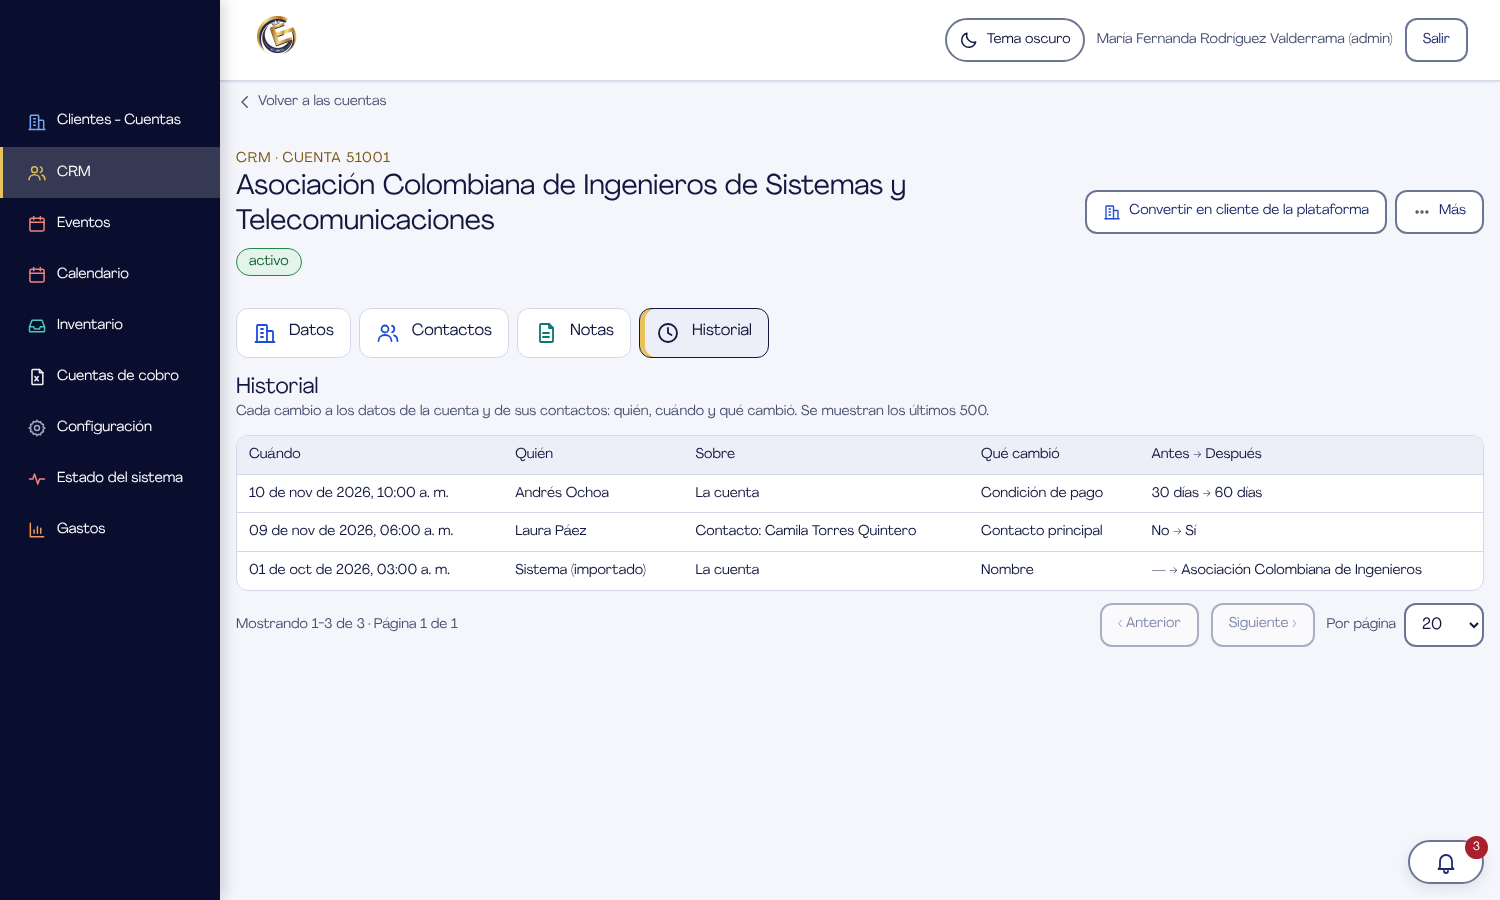 Tema oscuro
María Fernanda Rodríguez Valderrama (admin)
Salir
Clientes - Cuentas
CRM
Eventos
Calendario
Inventario
Cuentas de cobro
Configuración
Estado del sistema
Gastos
Volver a las cuentas
CRM · CUENTA 51001
Asociación Colombiana de Ingenieros de Sistemas y
Telecomunicaciones
activo
Convertir en cliente de la plataforma
Más
Datos
Contactos
Notas
Historial
Historial
Cada cambio a los datos de la cuenta y de sus contactos: quién, cuándo y qué cambió. Se muestran los últimos 500.
Cuándo Quién Sobre Qué cambió Antes → Después
10 de nov de 2026, 10:00 a. m. Andrés Ochoa La cuenta Condición de pago 30 días → 60 días
09 de nov de 2026, 06:00 a. m. Laura Páez Contacto: Camila Torres Quintero Contacto principal No → Sí
01 de oct de 2026, 03:00 a. m. Sistema (importado) La cuenta Nombre — → Asociación Colombiana de Ingenieros
Mostrando 1–3 de 3 · Página 1 de 1
‹ Anterior
Siguiente ›
Por página
20
3